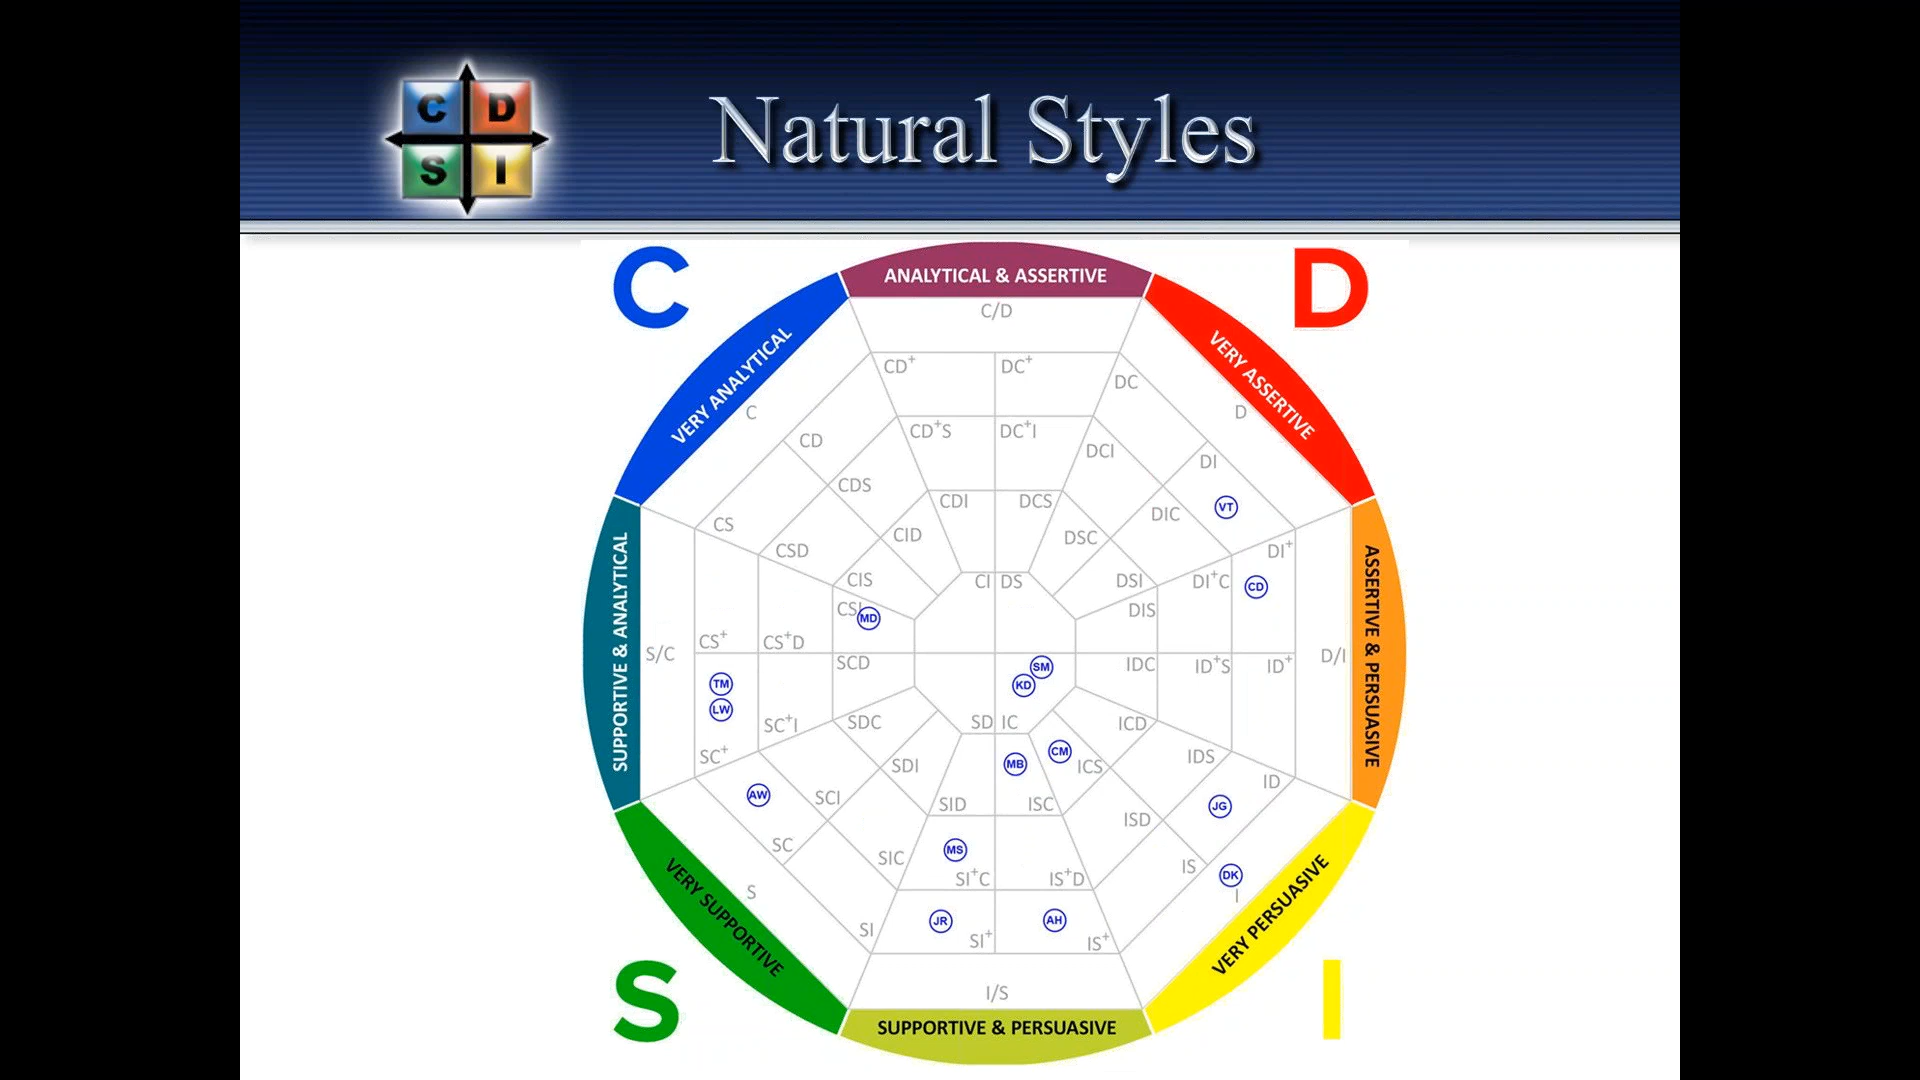 C D
S I
Natural Styles
C
D
ANALYTICAL & ASSERTIVE
VERY ANALYTICAL
VERY ASSERTIVE
SUPPORTIVE & ANALYTICAL
ASSERTIVE & PERSUASIVE
VERY SUPPORTIVE
VERY PERSUASIVE
SUPPORTIVE & PERSUASIVE
S
I
C/D
CD+ DC+
DC
C
D
CD+S DC+I
CD
DCI
DI
CDS
CDI DCS
VT
DIC
CS
CID
DSC
CSD
DI+
CIS
CI DS
DSI
DI+C
CD
CSI
MD
DIS
CS+
CS+D
S/C
D/I
SCD
SM
IDC
ID+S
ID+
TM
KD
LW
SC+I
SDC
SD IC
ICD
SC+
CM
IDS
MB
SDI
ICS
ID
AW
SCI
SID
ISC
JG
ISD
SC
MS
SIC
IS
DK
SI+C
IS+D
S
I
JR
AH
SI
SI+
IS+
I/S